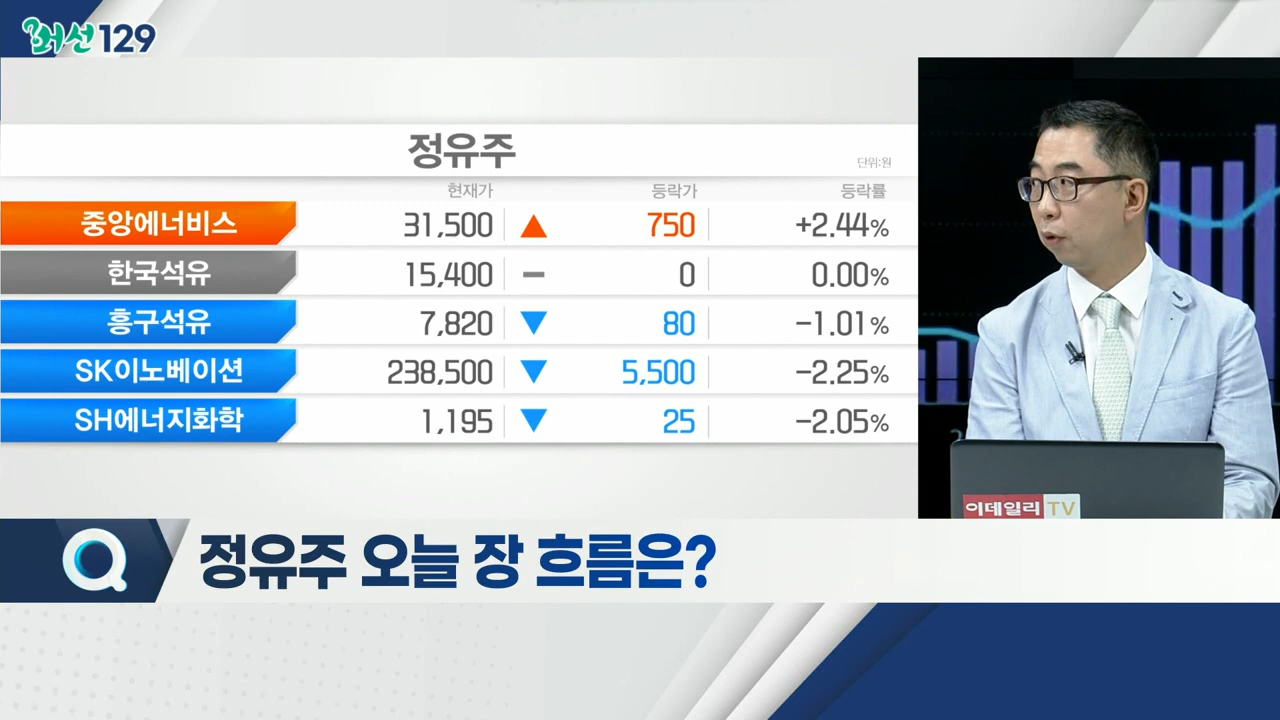 머선129
정유주
단위:원
현재가 등락가 등락률
중앙에너비스 31,500 ▲ 750 +2.44%
한국석유 15,400 － 0 0.00%
흥구석유 7,820 ▼ 80 -1.01%
SK이노베이션 238,500 ▼ 5,500 -2.25%
SH에너지화학 1,195 ▼ 25 -2.05%
이데일리 TV
Q 정유주 오늘 장 흐름은?